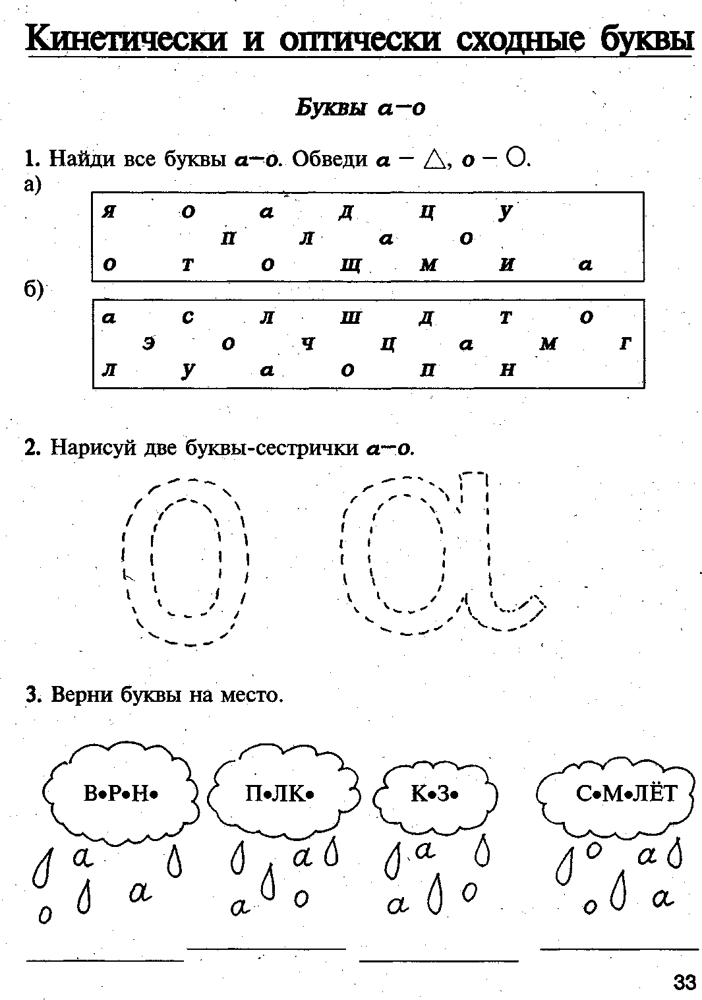 Кинетически и оптически сходные буквы
Буквы а—о
1. Найди все буквы а—о. Обведи а — △, о — ○.
а)
я о а д ц у
п л а о
о т о щ м и а
б)
а с л ш д т о
э о ч ц а м г
л у а о п н
2. Нарисуй две буквы-сестрички а—о.
о а
3. Верни буквы на место.
В•Р•Н• П•ЛК• К•З• С•М•ЛЁТ
а а а о а
о а а о а о о а
33